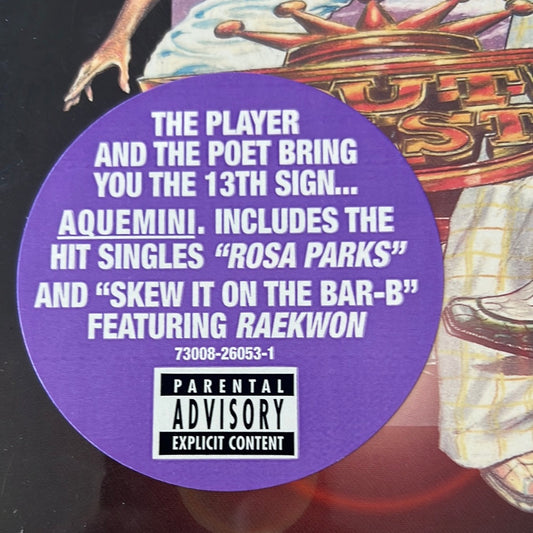 THE PLAYER
AND THE POET BRING
YOU THE 13TH SIGN...
AQUEMINI. INCLUDES THE
HIT SINGLES “ROSA PARKS”
AND “SKEW IT ON THE BAR-B”
FEATURING RAEKWON
73008-26053-1
PARENTAL
ADVISORY
EXPLICIT CONTENT